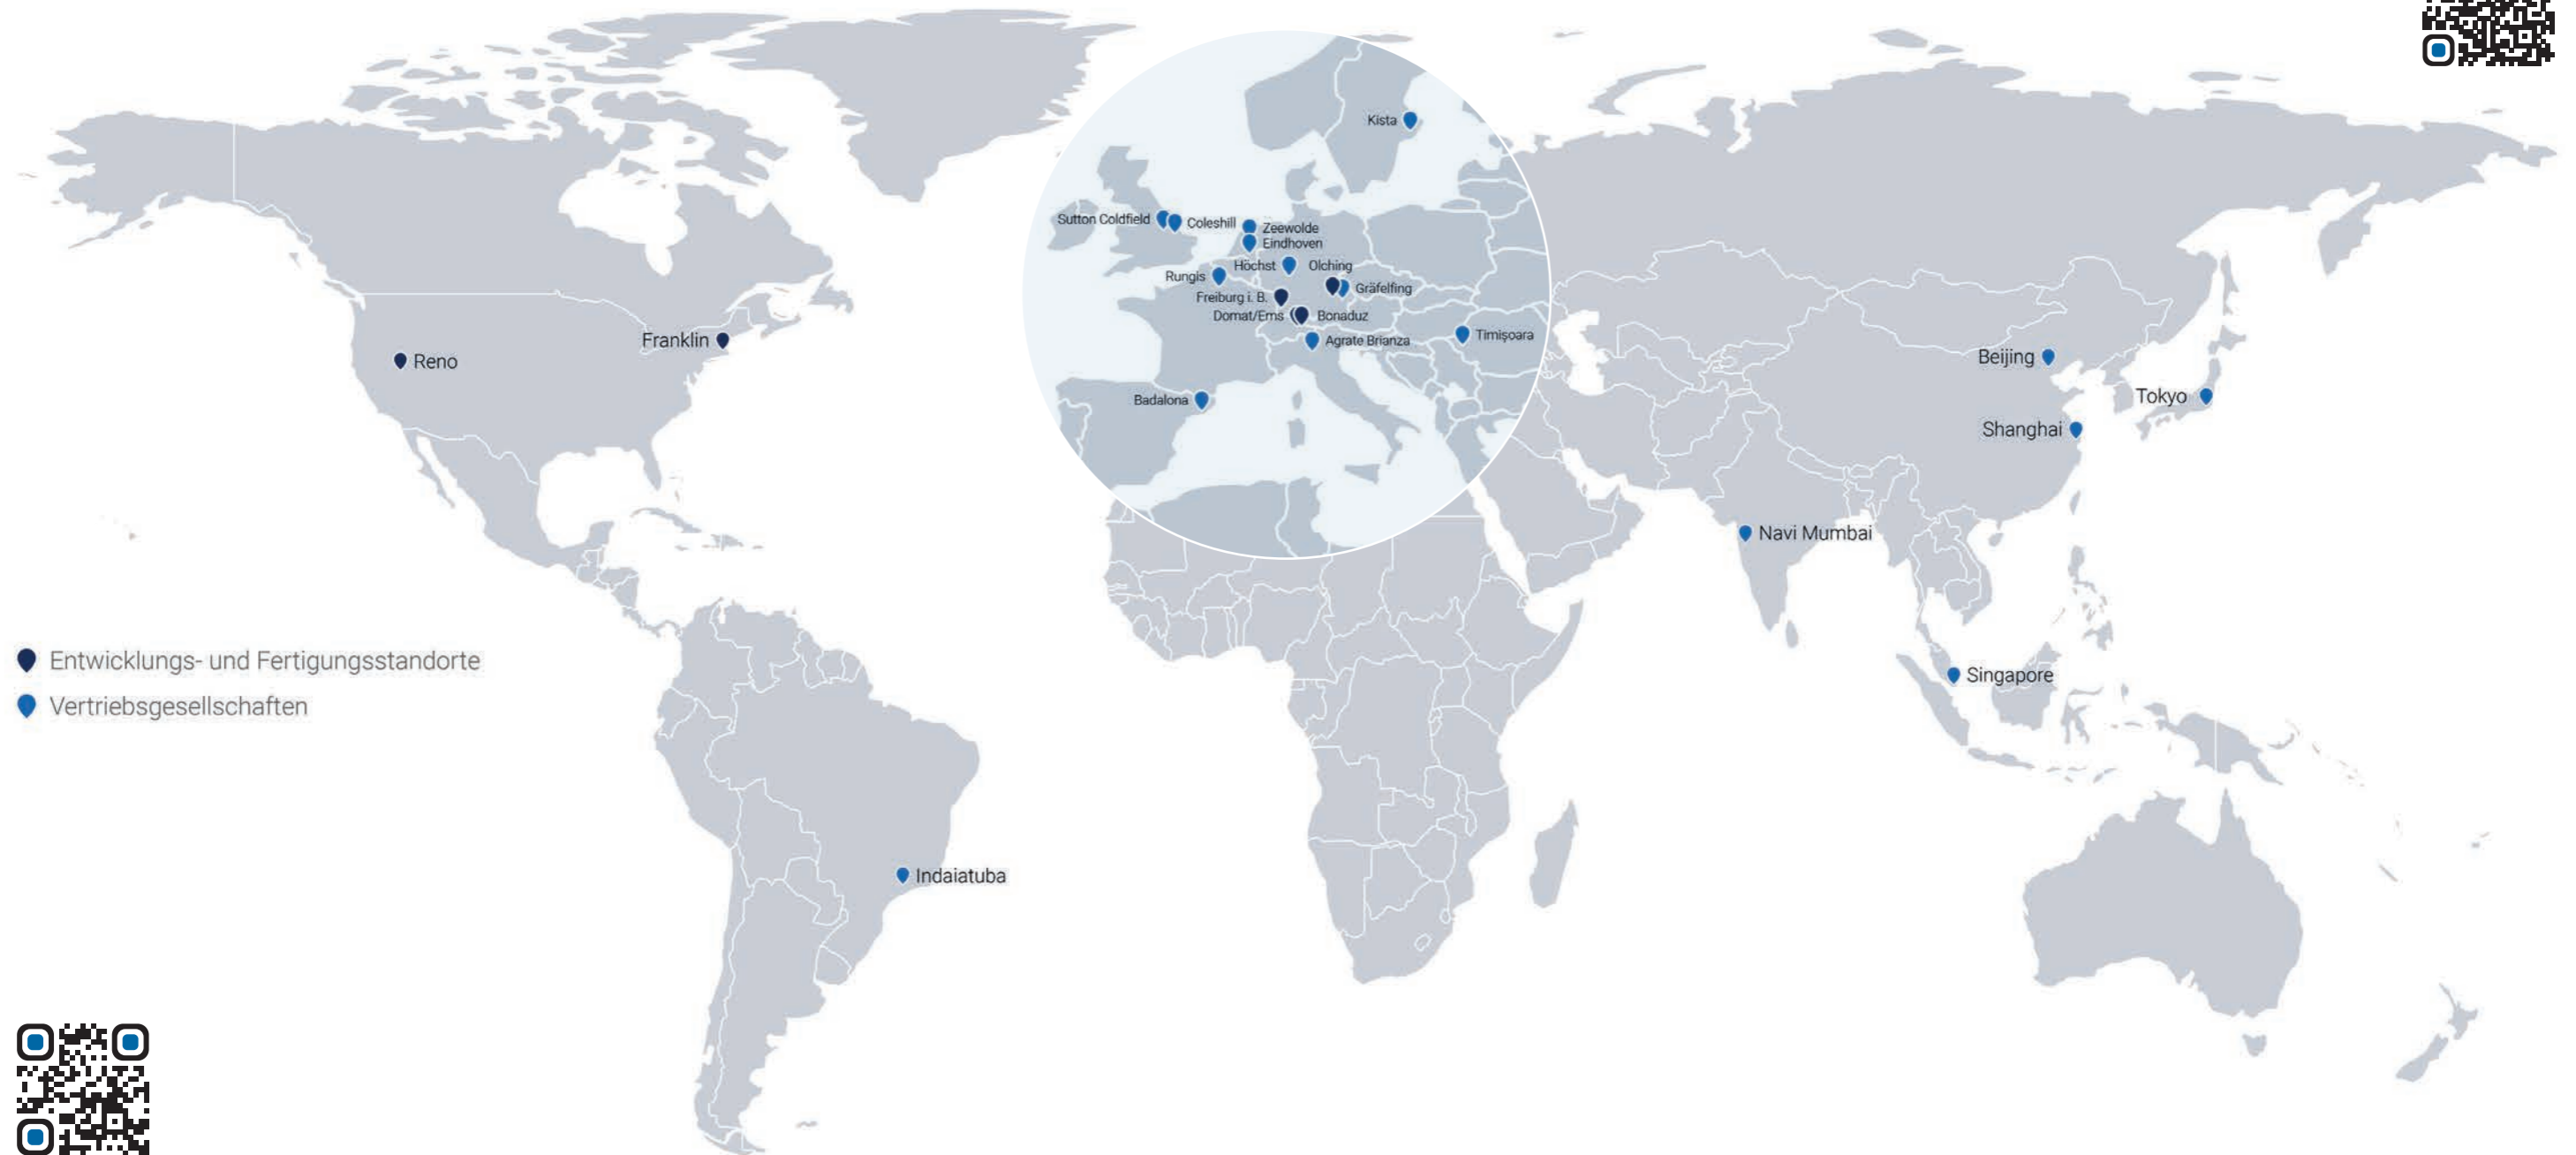 Kista
Sutton Coldfield
Coleshill
Zeewolde
Eindhoven
Höchst
Olching
Rungis
Gräfelfing
Freiburg i. B.
Domat/Ems
Bonaduz
Timișoara
Agrate Brianza
Franklin
Reno
Beijing
Tokyo
Badalona
Shanghai
Navi Mumbai
Entwicklungs- und Fertigungsstandorte
Singapore
Vertriebsgesellschaften
Indaiatuba